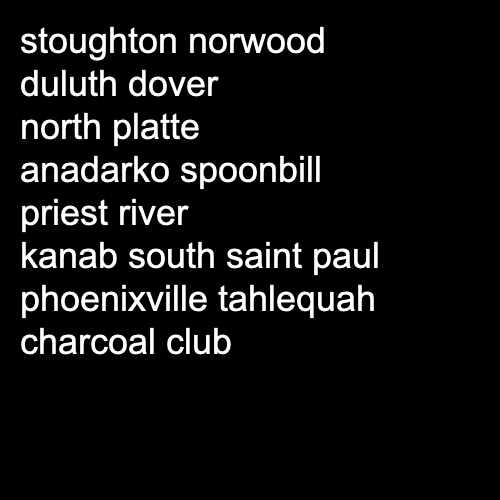 stoughton norwood
duluth dover
north platte
anadarko spoonbill
priest river
kanab south saint paul
phoenixville tahlequah
charcoal club